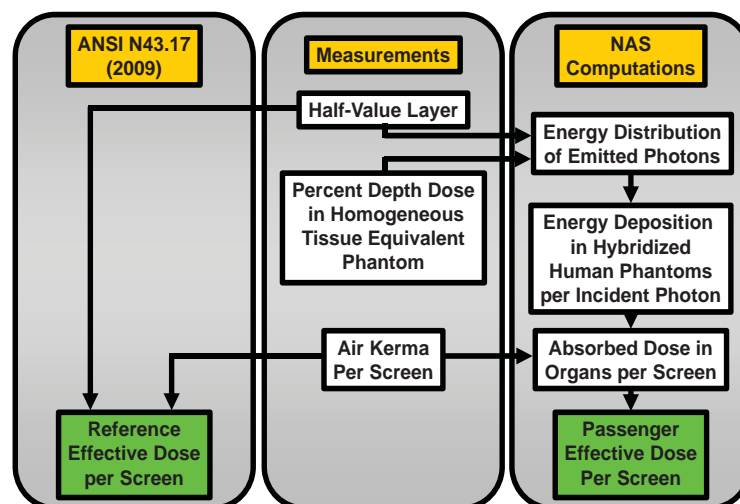 ANSI N43.17
(2009)
Measurements
NAS
Computations
Half-Value Layer
Energy Distribution
of Emitted Photons
Percent Depth Dose
in Homogeneous
Tissue Equivalent
Phantom
Energy Deposition
in Hybridized
Human Phantoms
per Incident Photon
Air Kerma
Per Screen
Absorbed Dose in
Organs per Screen
Reference
Effective Dose
per Screen
Passenger
Effective Dose
Per Screen